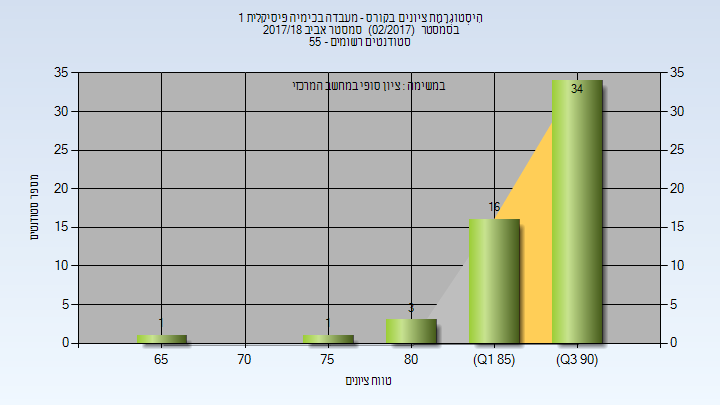 הִיסְטוֹגְרָמַת ציונים בקורס - מעבדה בכימיה פיסיקלית 1
בסמסטר (02/2017) סמסטר אביב 2017/18
סטודנטים רשומים - 55
במשימה : ציון סופי במחשב המרכזי
35 35
34
30 30
25 25
20 20
16
15 15
10 10
5 5
1 1 3
0 0
65 70 75 80 (Q1 85) (Q3 90)
מספר סטודנטים
טווח ציונים